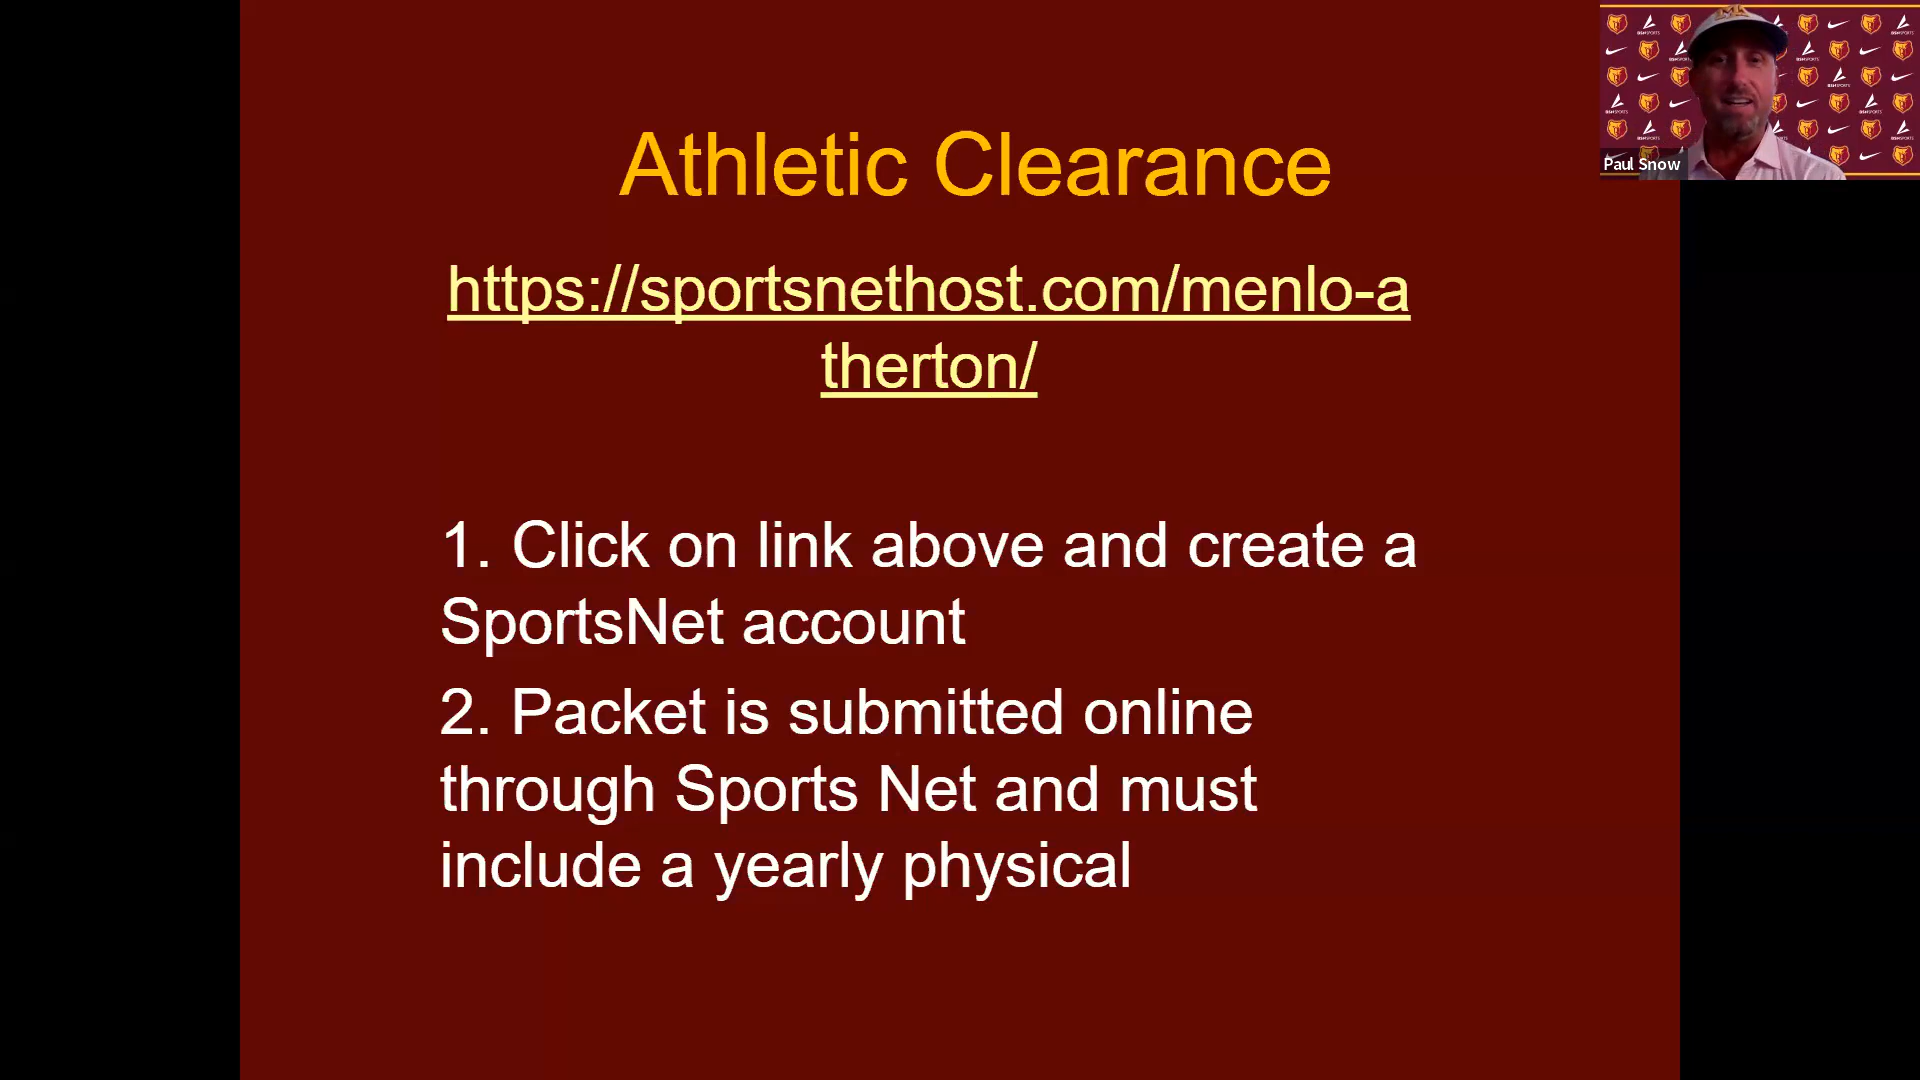 Athletic Clearance
https://sportsnethost.com/menlo-a
therton/
1. Click on link above and create a
SportsNet account
2. Packet is submitted online
through Sports Net and must
include a yearly physical
Paul Snow